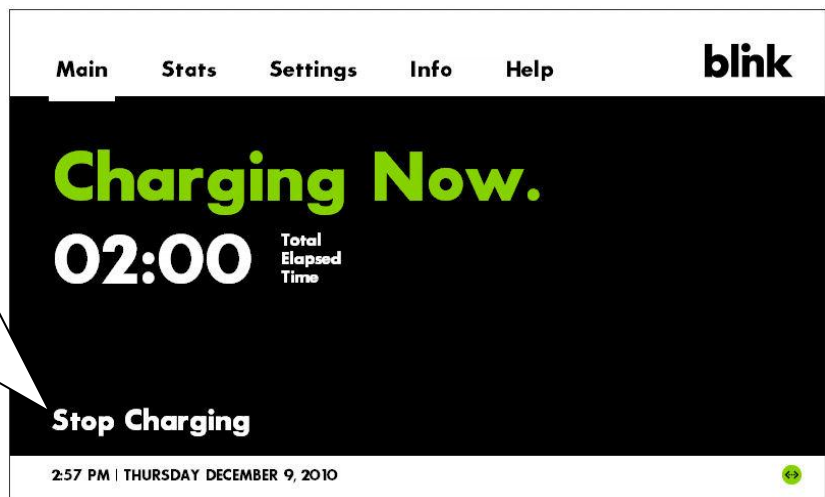 Main Stats Settings Info Help blink
Charging Now.
02:00 Total
Elapsed
Time
Stop Charging
2:57 PM | THURSDAY DECEMBER 9, 2010